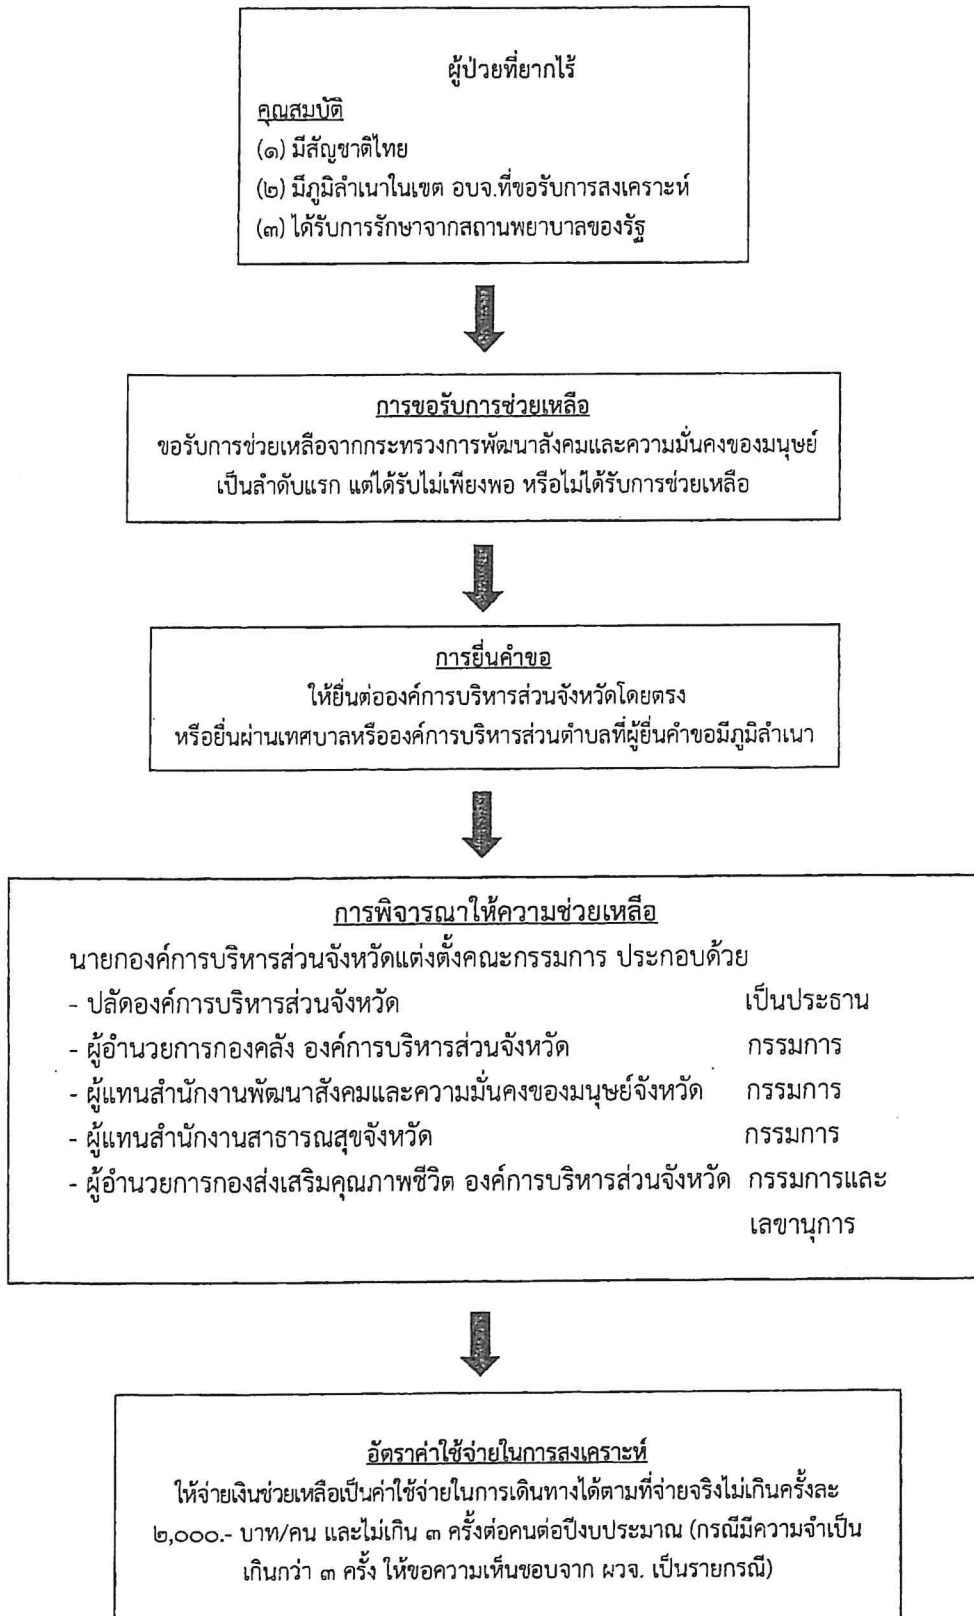 ผู้ป่วยที่ยากไร้
คุณสมบัติ
(๑) มีสัญชาติไทย
(๒) มีภูมิลำเนาในเขต อบจ.ที่ขอรับการสงเคราะห์
(๓) ได้รับการรักษาจากสถานพยาบาลของรัฐ
การขอรับการช่วยเหลือ
ขอรับการช่วยเหลือจากกระทรวงการพัฒนาสังคมและความมั่นคงของมนุษย์
เป็นลำดับแรก แต่ได้รับไม่เพียงพอ หรือไม่ได้รับการช่วยเหลือ
การยื่นคำขอ
ให้ยื่นต่อองค์การบริหารส่วนจังหวัดโดยตรง
หรือยื่นผ่านเทศบาลหรือองค์การบริหารส่วนตำบลที่ผู้ยื่นคำขอมีภูมิลำเนา
การพิจารณาให้ความช่วยเหลือ
นายกองค์การบริหารส่วนจังหวัดแต่งตั้งคณะกรรมการ ประกอบด้วย
- ปลัดองค์การบริหารส่วนจังหวัด เป็นประธาน
- ผู้อำนวยการกองคลัง องค์การบริหารส่วนจังหวัด กรรมการ
- ผู้แทนสำนักงานพัฒนาสังคมและความมั่นคงของมนุษย์จังหวัด กรรมการ
- ผู้แทนสำนักงานสาธารณสุขจังหวัด กรรมการ
- ผู้อำนวยการกองส่งเสริมคุณภาพชีวิต องค์การบริหารส่วนจังหวัด กรรมการและ
เลขานุการ
อัตราค่าใช้จ่ายในการสงเคราะห์
ให้จ่ายเงินช่วยเหลือเป็นค่าใช้จ่ายในการเดินทางได้ตามที่จ่ายจริงไม่เกินครั้งละ
๒,๐๐๐.- บาท/คน และไม่เกิน ๓ ครั้งต่อคนต่อปีงบประมาณ (กรณีมีความจำเป็น
เกินกว่า ๓ ครั้ง ให้ขอความเห็นชอบจาก ผวจ. เป็นรายกรณี)